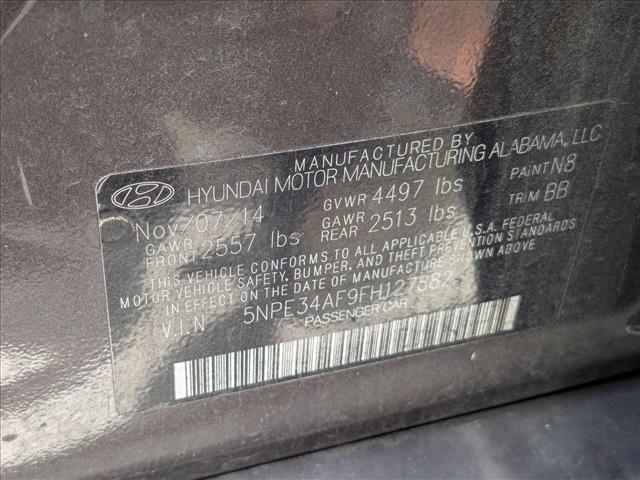 MANUFACTURED BY
HYUNDAI MOTOR MANUFACTURING ALABAMA, LLC
Nov/07/14 GVWR 4497 lbs PAINT N8
GAWR FRONT 2557 lbs GAWR REAR 2513 lbs TRIM BB
THIS VEHICLE CONFORMS TO ALL APPLICABLE U.S.A FEDERAL
MOTOR VEHICLE SAFETY, BUMPER, AND THEFT PREVENTION STANDARDS
IN EFFECT ON THE DATE OF MANUFACTURE SHOWN ABOVE.
V.I.N 5NPE34AF9FH127882
PASSENGER CAR